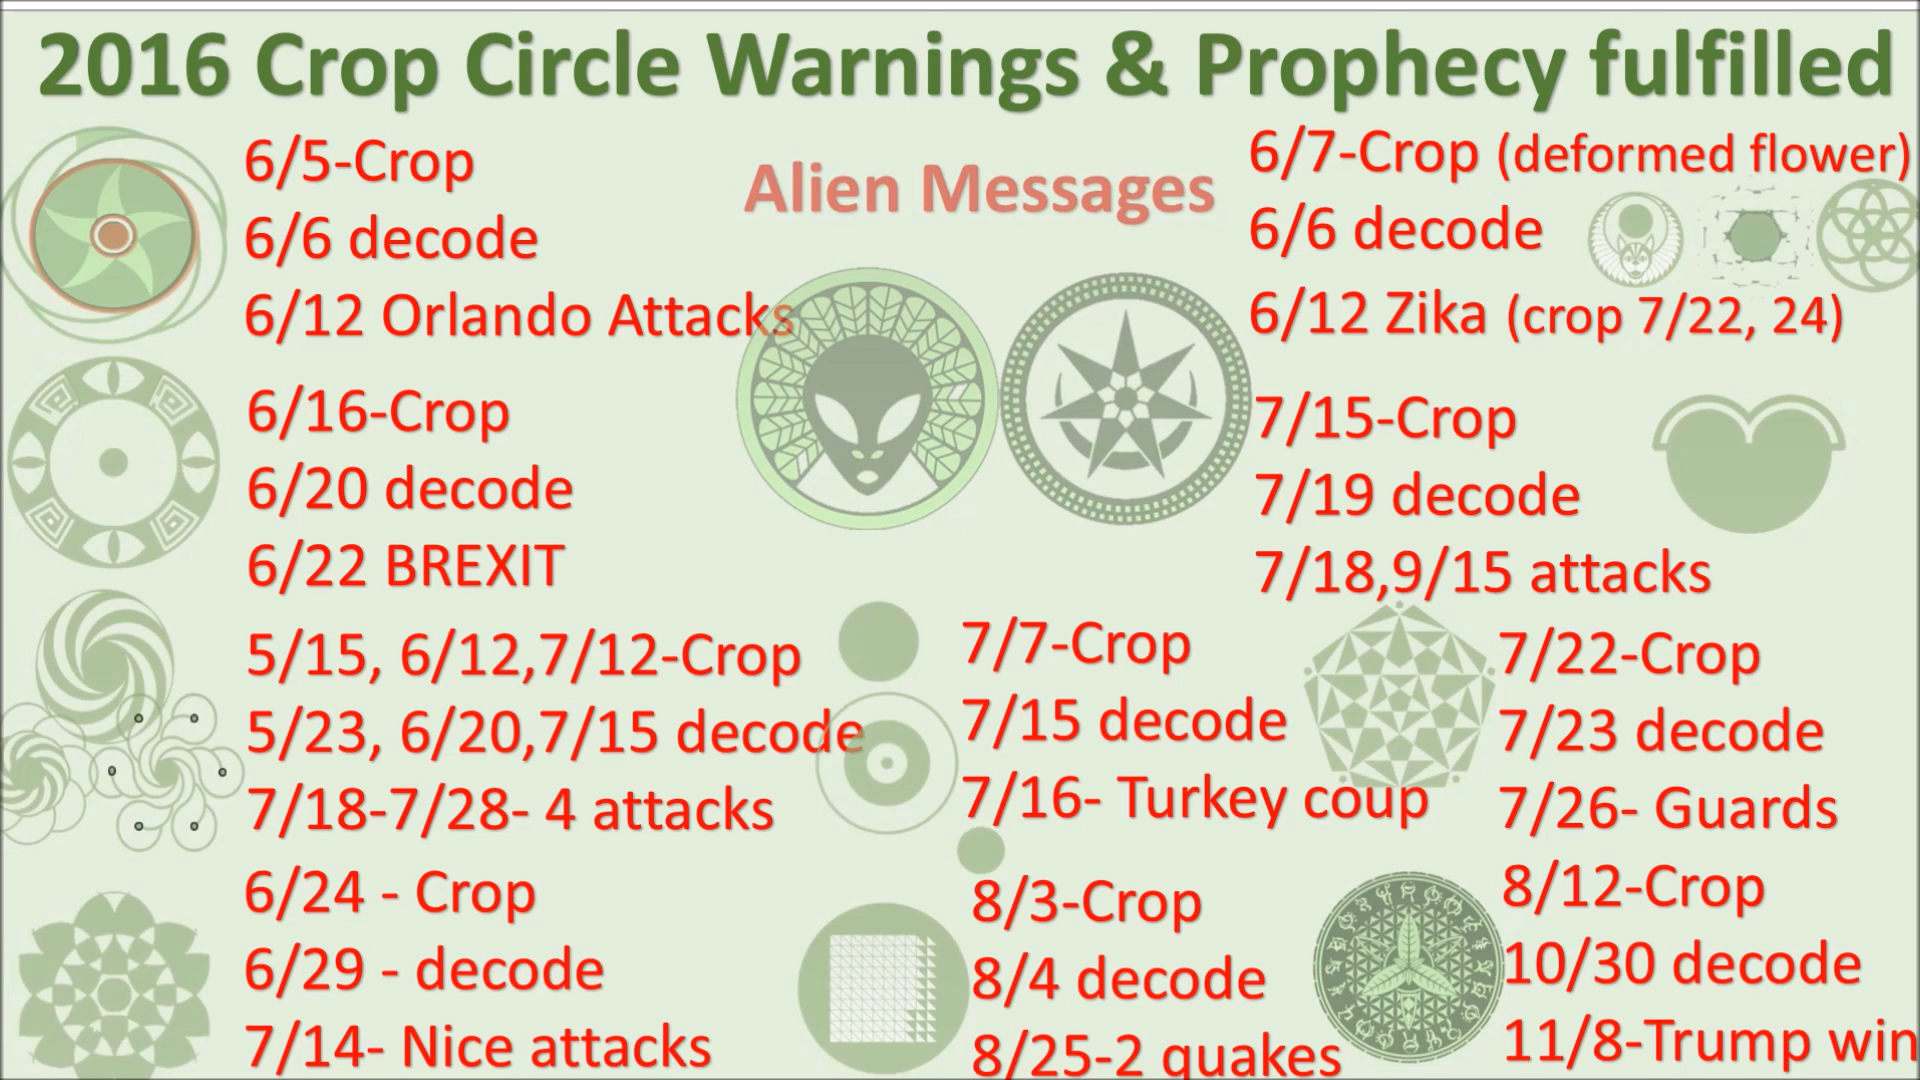 2016 Crop Circle Warnings & Prophecy fulfilled
6/5-Crop
6/6 decode
6/12 Orlando Attacks
Alien Messages
6/7-Crop (deformed flower)
6/6 decode
6/12 Zika (crop 7/22, 24)
6/16-Crop
6/20 decode
6/22 BREXIT
7/15-Crop
7/19 decode
7/18,9/15 attacks
5/15, 6/12,7/12-Crop
5/23, 6/20,7/15 decode
7/18-7/28- 4 attacks
7/7-Crop
7/15 decode
7/16- Turkey coup
7/22-Crop
7/23 decode
7/26- Guards
6/24 - Crop
6/29 - decode
7/14- Nice attacks
8/3-Crop
8/4 decode
8/25-2 quakes
8/12-Crop
10/30 decode
11/8-Trump win